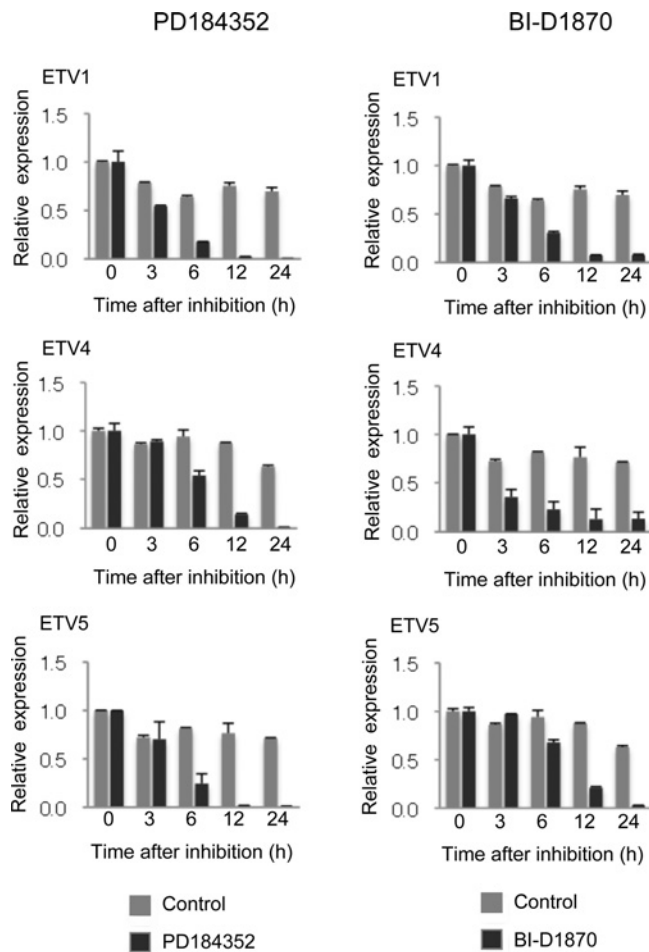 PD184352
BI-D1870
ETV1
Relative expression
1.5
1.0
0.5
0.0
0 3 6 12 24
Time after inhibition (h)
ETV1
Relative expression
1.5
1.0
0.5
0.0
0 3 6 12 24
Time after inhibition (h)
ETV4
Relative expression
1.5
1.0
0.5
0.0
0 3 6 12 24
Time after inhibition (h)
ETV4
Relative expression
1.5
1.0
0.5
0.0
0 3 6 12 24
Time after inhibition (h)
ETV5
Relative expression
1.5
1.0
0.5
0.0
0 3 6 12 24
Time after inhibition (h)
ETV5
Relative expression
1.5
1.0
0.5
0.0
0 3 6 12 24
Time after inhibition (h)
Control
PD184352
Control
BI-D1870